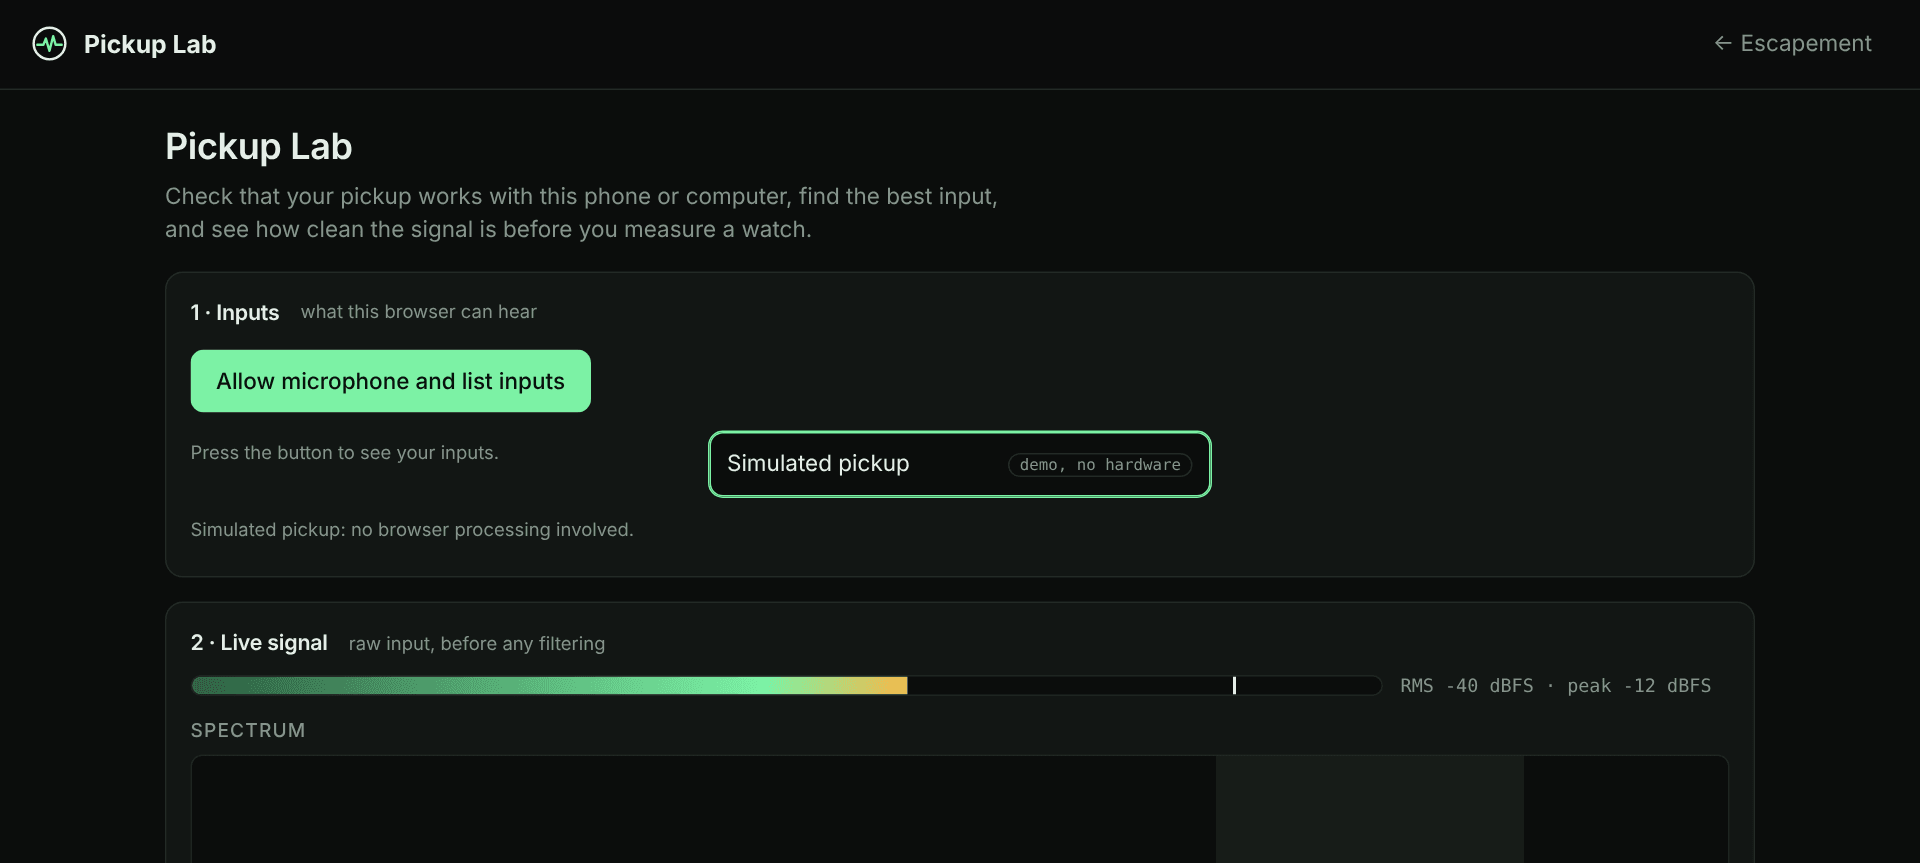 Pickup Lab
← Escapement
Pickup Lab
Check that your pickup works with this phone or computer, find the best input,
and see how clean the signal is before you measure a watch.
1 · Inputs what this browser can hear
Allow microphone and list inputs
Press the button to see your inputs.
Simulated pickup demo, no hardware
Simulated pickup: no browser processing involved.
2 · Live signal raw input, before any filtering
RMS -40 dBFS · peak -12 dBFS
SPECTRUM